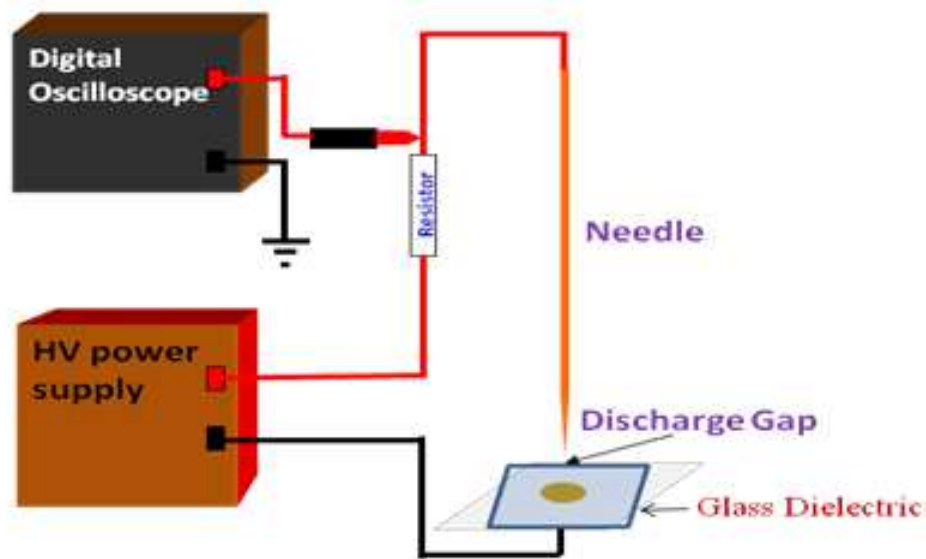 Digital
Oscilloscope
Resistor
Needle
HV power
supply
Discharge Gap
Glass Dielectric